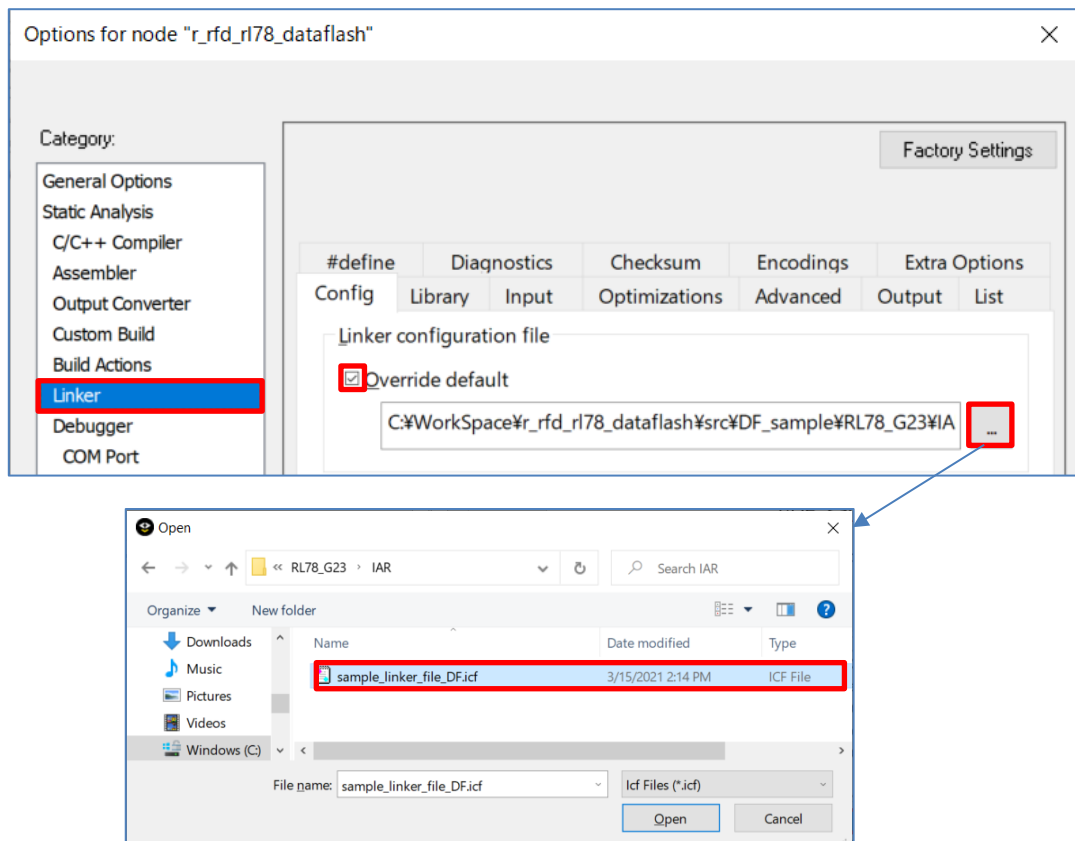 Options for node "r_rfd_rl78_dataflash"
Category:
Factory Settings
General Options
Static Analysis
C/C++ Compiler
Assembler
Output Converter
Custom Build
Build Actions
Linker
Debugger
COM Port
#define Diagnostics Checksum Encodings Extra Options
Config Library Input Optimizations Advanced Output List
Linker configuration file
Override default
C:¥WorkSpace¥r_rfd_rl78_dataflash¥src¥DF_sample¥RL78_G23¥IA ...
Open
« RL78_G23 › IAR
Search IAR
Organize New folder
Name Date modified Type
Downloads
Music
Pictures
Videos
Windows (C:)
sample_linker_file_DF.icf 3/15/2021 2:14 PM ICF File
File name: sample_linker_file_DF.icf Icf Files (*.icf)
Open Cancel